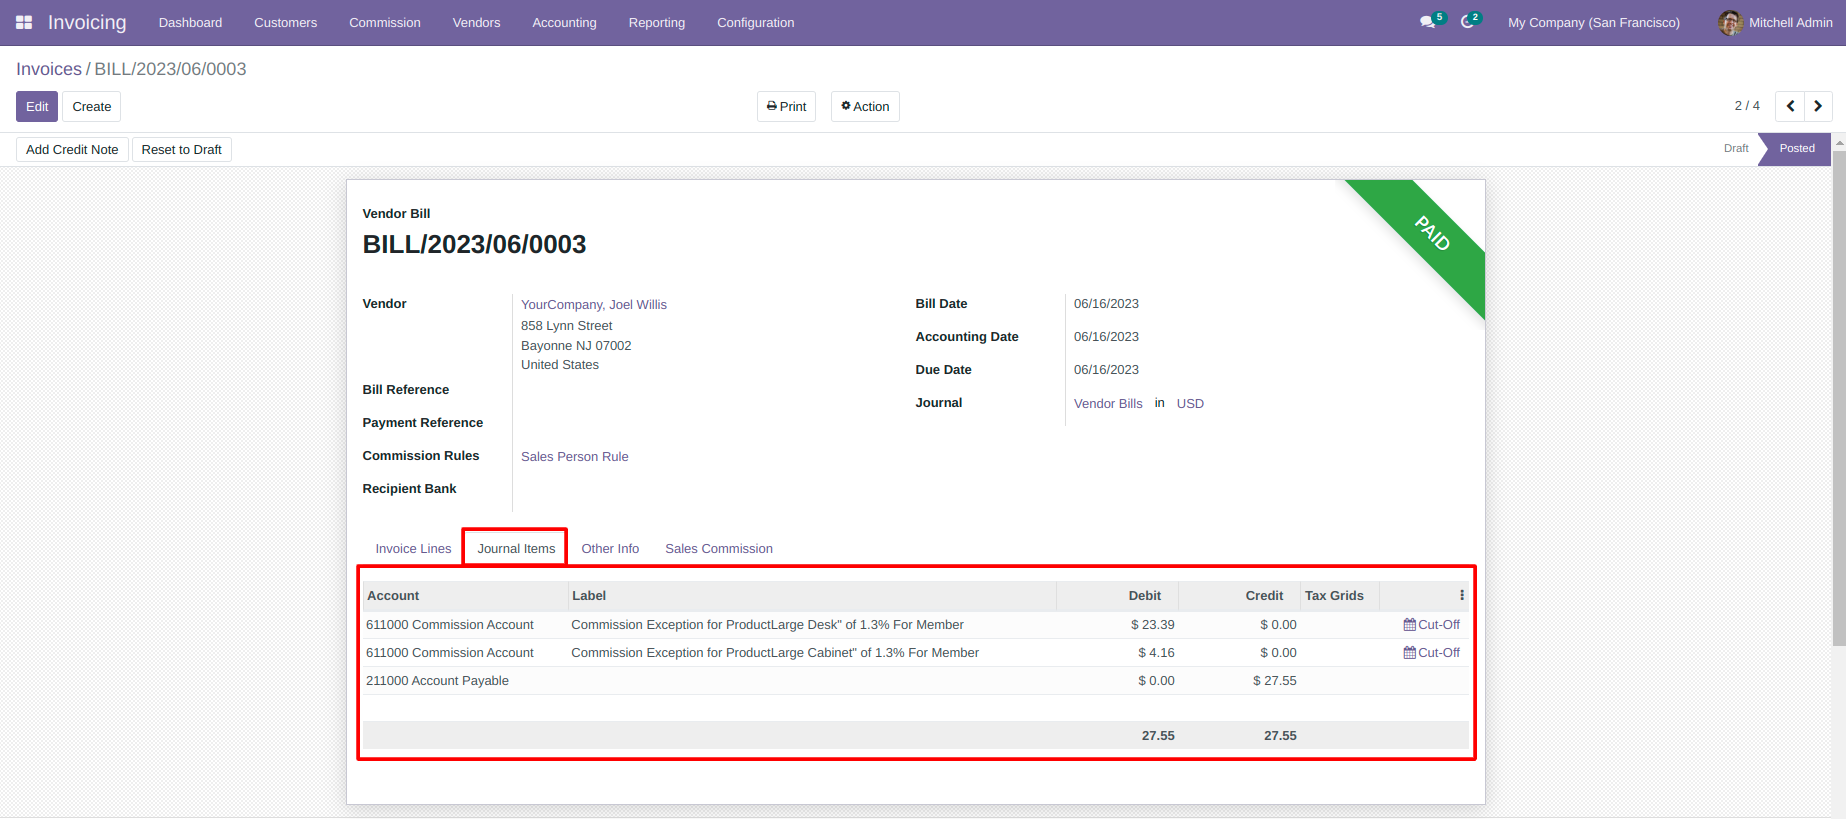 Invoicing Dashboard Customers Commission Vendors Accounting Reporting Configuration 5 2 My Company (San Francisco) Mitchell Admin
Invoices / BILL/2023/06/0003
Edit Create Print Action 2 / 4
Add Credit Note Reset to Draft Draft Posted
PAID
Vendor Bill
BILL/2023/06/0003
Vendor YourCompany, Joel Willis
858 Lynn Street
Bayonne NJ 07002
United States
Bill Reference
Payment Reference
Commission Rules Sales Person Rule
Recipient Bank
Bill Date 06/16/2023
Accounting Date 06/16/2023
Due Date 06/16/2023
Journal Vendor Bills in USD
Invoice Lines Journal Items Other Info Sales Commission
Account Label Debit Credit Tax Grids
611000 Commission Account Commission Exception for ProductLarge Desk" of 1.3% For Member $ 23.39 $ 0.00 Cut-Off
611000 Commission Account Commission Exception for ProductLarge Cabinet" of 1.3% For Member $ 4.16 $ 0.00 Cut-Off
211000 Account Payable $ 0.00 $ 27.55
27.55 27.55